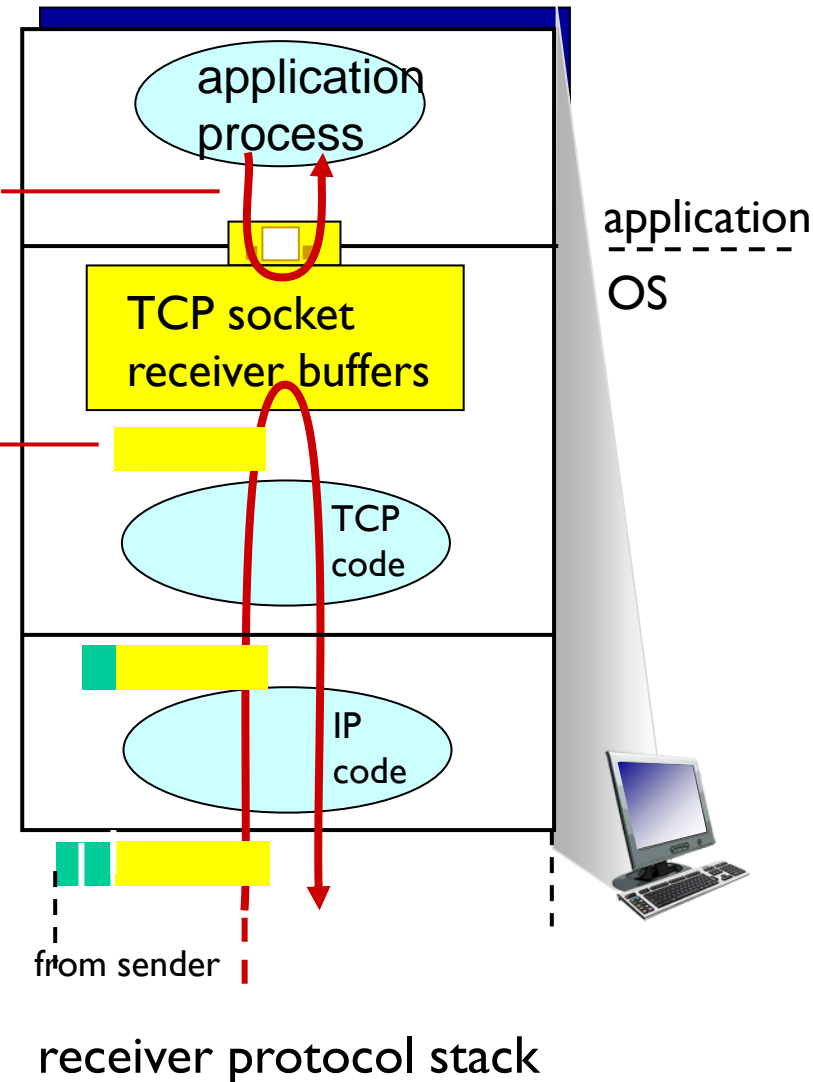 application
process
application
OS
TCP socket
receiver buffers
TCP
code
IP
code
from sender
receiver protocol stack